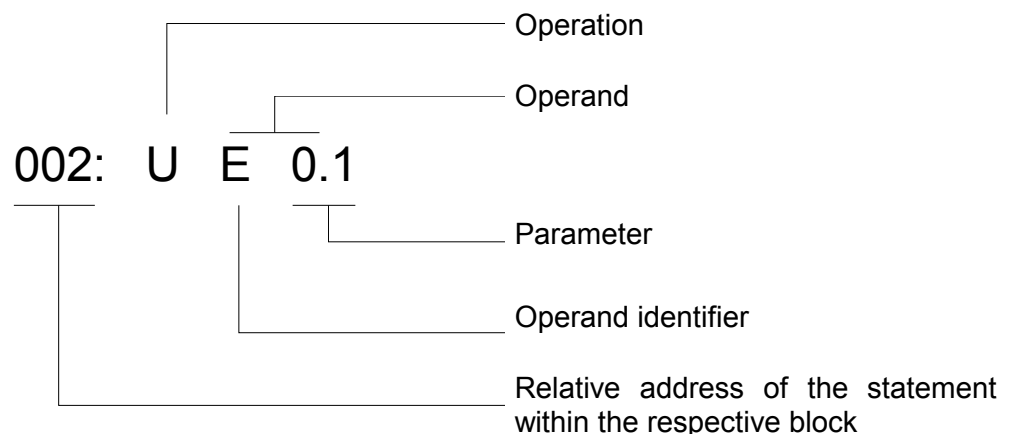 Operation
Operand
002: U E 0.1
Parameter
Operand identifier
Relative address of the statement
within the respective block